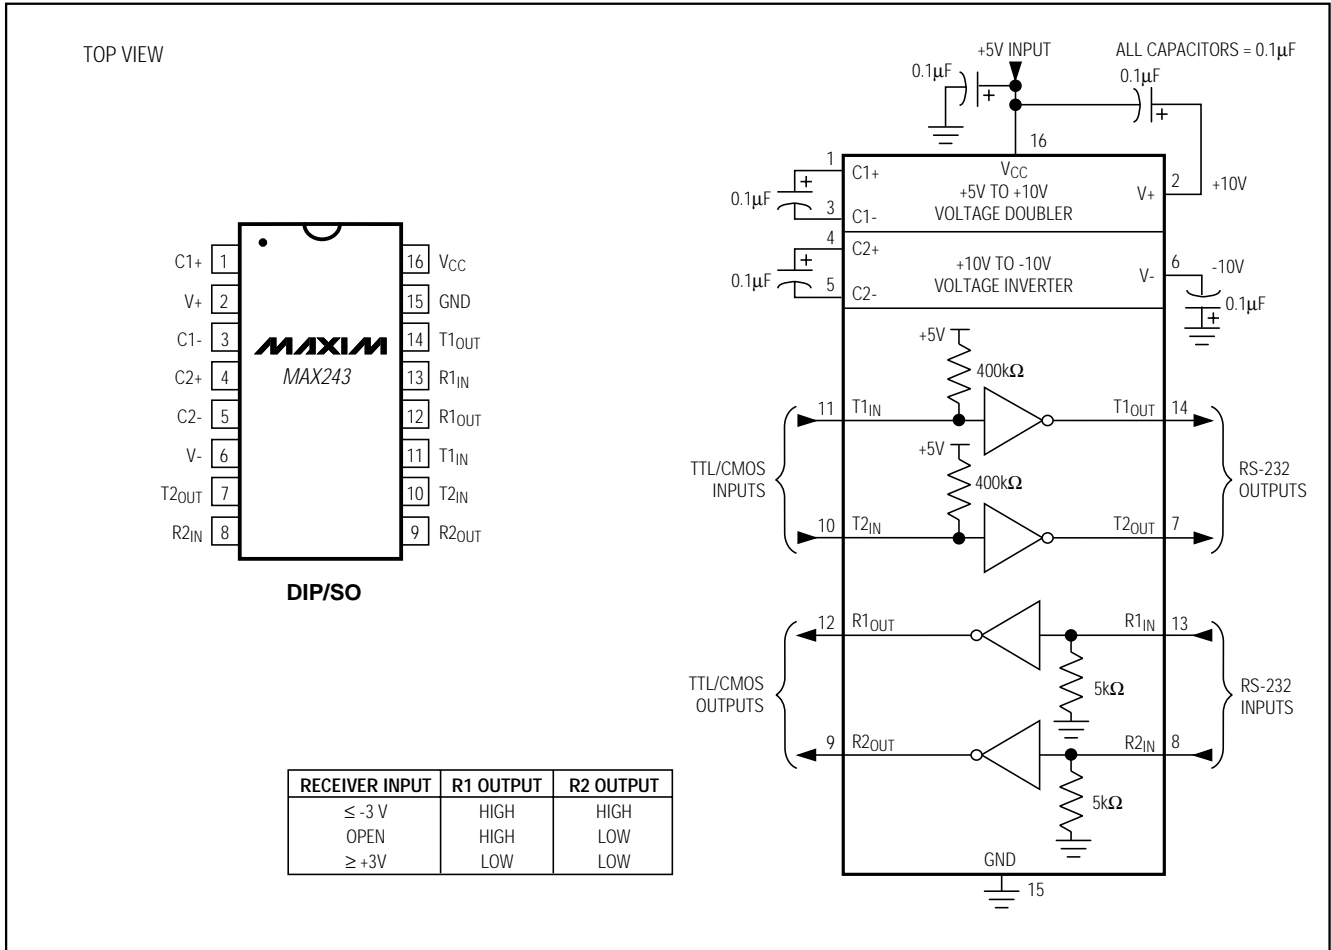 TOP VIEW
C1+ 1
V+ 2
C1- 3
C2+ 4
C2- 5
V- 6
T2OUT 7
R2IN 8
16 VCC
15 GND
14 T1OUT
13 R1IN
12 R1OUT
11 T1IN
10 T2IN
9 R2OUT
MAXIM
MAX243
DIP/SO
RECEIVER INPUT R1 OUTPUT R2 OUTPUT
≤ -3 V HIGH HIGH
OPEN HIGH LOW
≥ +3V LOW LOW
+5V INPUT
ALL CAPACITORS = 0.1µF
0.1µF
+
0.1µF
+
16
VCC
+5V TO +10V
VOLTAGE DOUBLER
1
C1+
0.1µF
+
3
C1-
V+
2
+10V
4
C2+
0.1µF
+
5
C2-
+10V TO -10V
VOLTAGE INVERTER
V-
6
-10V
0.1µF
+
+5V
400kΩ
11
T1IN
T1OUT
14
+5V
400kΩ
TTL/CMOS
INPUTS
RS-232
OUTPUTS
10
T2IN
T2OUT
7
12
R1OUT
R1IN
13
5kΩ
TTL/CMOS
OUTPUTS
RS-232
INPUTS
9
R2OUT
R2IN
8
5kΩ
GND
15